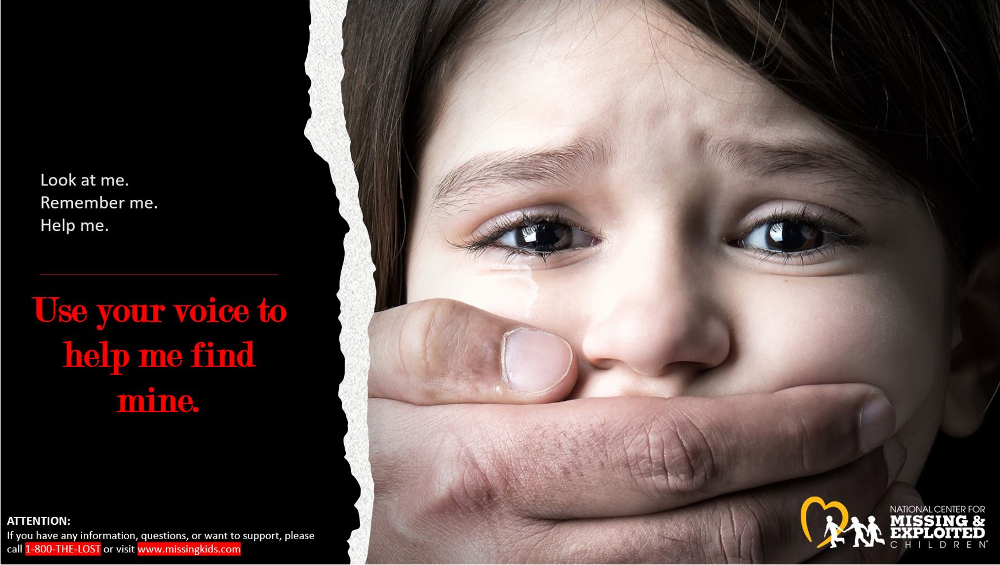 Look at me.
Remember me.
Help me.
Use your voice to
help me find
mine.
ATTENTION:
If you have any information, questions, or want to support, please
call 1-800-THE-LOST or visit www.missingkids.com
NATIONAL CENTER FOR
MISSING &
EXPLOITED
CHILDREN®